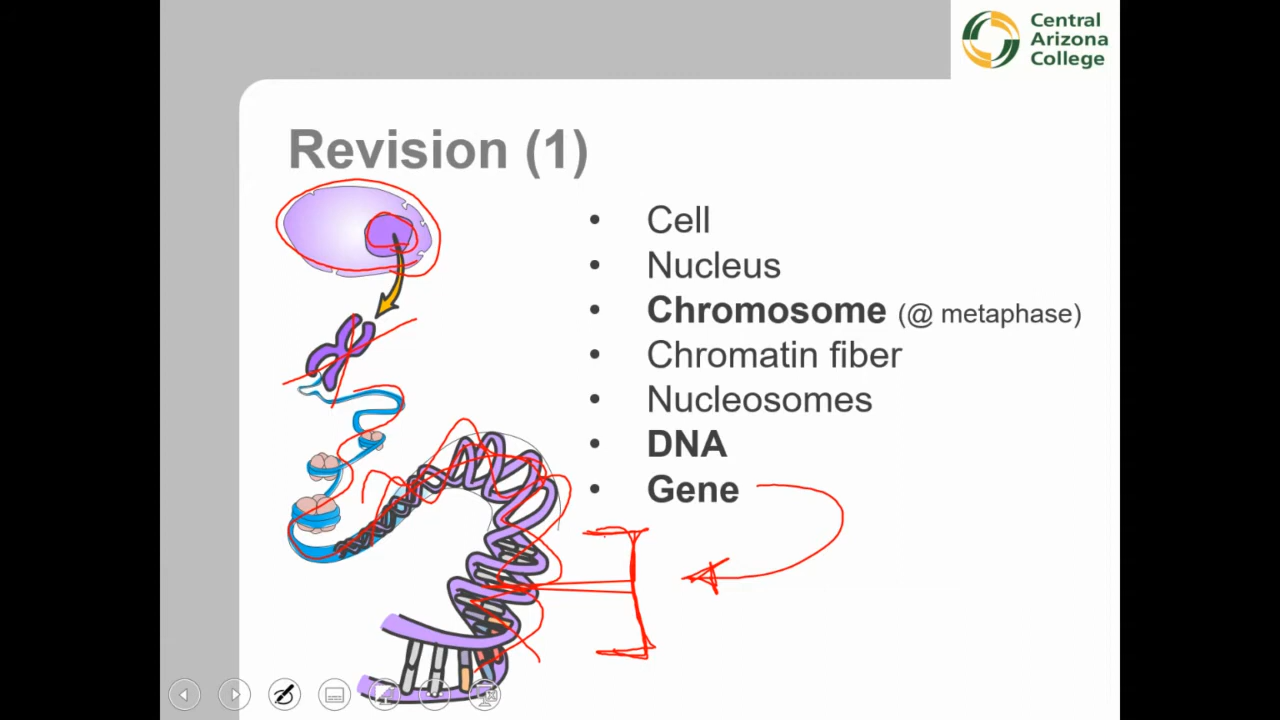 Central
Arizona
College
Revision (1)
• Cell
• Nucleus
• Chromosome (@ metaphase)
• Chromatin fiber
• Nucleosomes
• DNA
• Gene